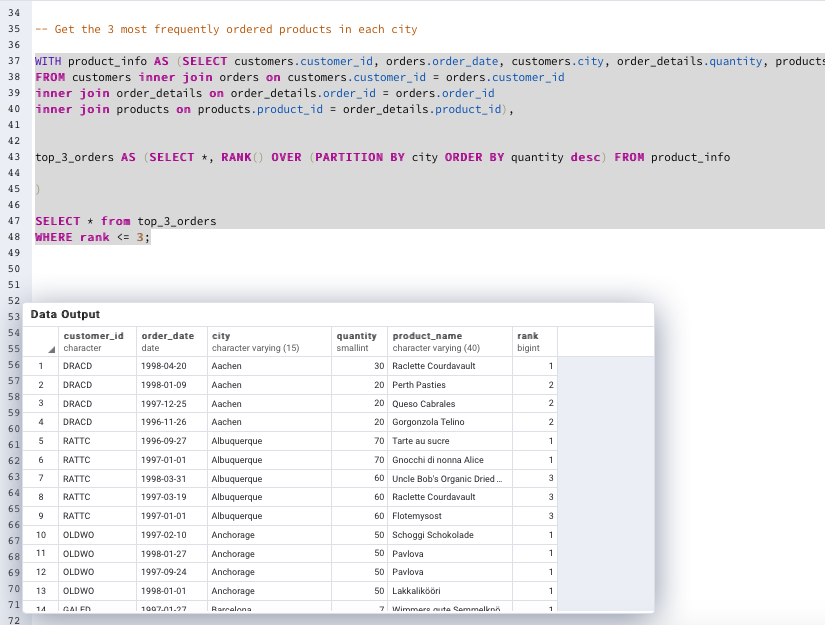 34
35 -- Get the 3 most frequently ordered products in each city
36
37 WITH product_info AS (SELECT customers.customer_id, orders.order_date, customers.city, order_details.quantity, products
38 FROM customers inner join orders on customers.customer_id = orders.customer_id
39 inner join order_details on order_details.order_id = orders.order_id
40 inner join products on products.product_id = order_details.product_id),
41
42
43 top_3_orders AS (SELECT *, RANK() OVER (PARTITION BY city ORDER BY quantity desc) FROM product_info
44
45 )
46
47 SELECT * from top_3_orders
48 WHERE rank <= 3;
49
50
51
52
53 Data Output
54 customer_id order_date city quantity product_name rank
55 character date character varying (15) smallint character varying (40) bigint
56 1 DRACD 1998-04-20 Aachen 30 Raclette Courdavault 1
57 2 DRACD 1998-01-09 Aachen 20 Perth Pasties 2
58 3 DRACD 1997-12-25 Aachen 20 Queso Cabrales 2
59 4 DRACD 1996-11-26 Aachen 20 Gorgonzola Telino 2
60 5 RATTC 1996-09-27 Albuquerque 70 Tarte au sucre 1
61
62 6 RATTC 1997-01-01 Albuquerque 70 Gnocchi di nonna Alice 1
63 7 RATTC 1998-03-31 Albuquerque 60 Uncle Bob's Organic Dried ... 3
64 8 RATTC 1997-03-19 Albuquerque 60 Raclette Courdavault 3
65 9 RATTC 1997-01-01 Albuquerque 60 Flotemysost 3
66 10 OLDWO 1997-02-10 Anchorage 50 Schoggi Schokolade 1
67
68 11 OLDWO 1998-01-27 Anchorage 50 Pavlova 1
69 12 OLDWO 1997-09-24 Anchorage 50 Pavlova 1
70 13 OLDWO 1998-01-01 Anchorage 50 Lakkalikööri 1
71 14 GALED 1997-01-27 Barcelona 7 Wimmers gute Semmelknö 1
72